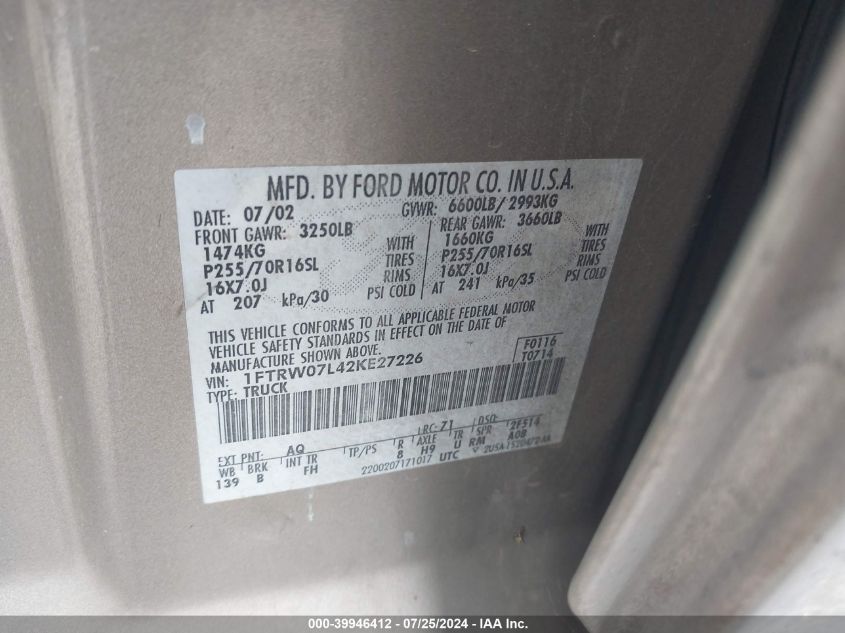 MFD. BY FORD MOTOR CO. IN U.S.A.
DATE: 07/02 GVWR: 6600LB/ 2993KG
FRONT GAWR: 3250LB REAR GAWR: 3660LB
1474KG WITH 1660KG WITH
P255/70R16SL TIRES P255/70R16SL TIRES
16X7.0J RIMS 16X7.0J RIMS
AT 207 kPa/30 PSI COLD AT 241 kPa/35 PSI COLD
THIS VEHICLE CONFORMS TO ALL APPLICABLE FEDERAL MOTOR
VEHICLE SAFETY STANDARDS IN EFFECT ON THE DATE OF
MANUFACTURE SHOWN ABOVE.
F0116
VIN: 1FTRW07L42KE27226
T0714
TYPE: TRUCK
EXT PNT: AQ RC: 71 DSO:
WB BRK INT TR TP/PS R AXLE TR SPR 2F514
139 B FH 8 H9 U RM A08
2200207171017 UTC
000-39946412 - 07/25/2024 - IAA Inc.